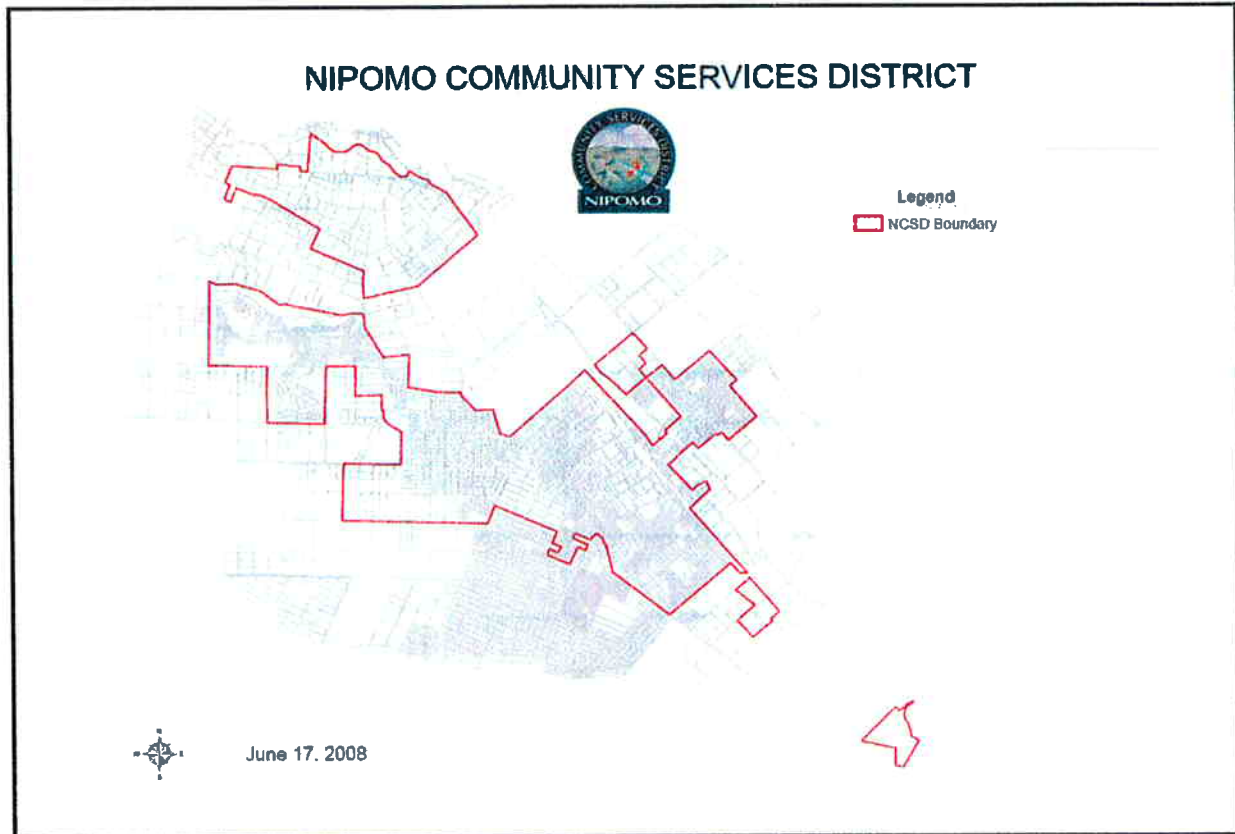 NIPOMO COMMUNITY SERVICES DISTRICT
COMMUNITY SERVICES DISTRICT
NIPOMO
Legend
NCSD Boundary
June 17. 2008